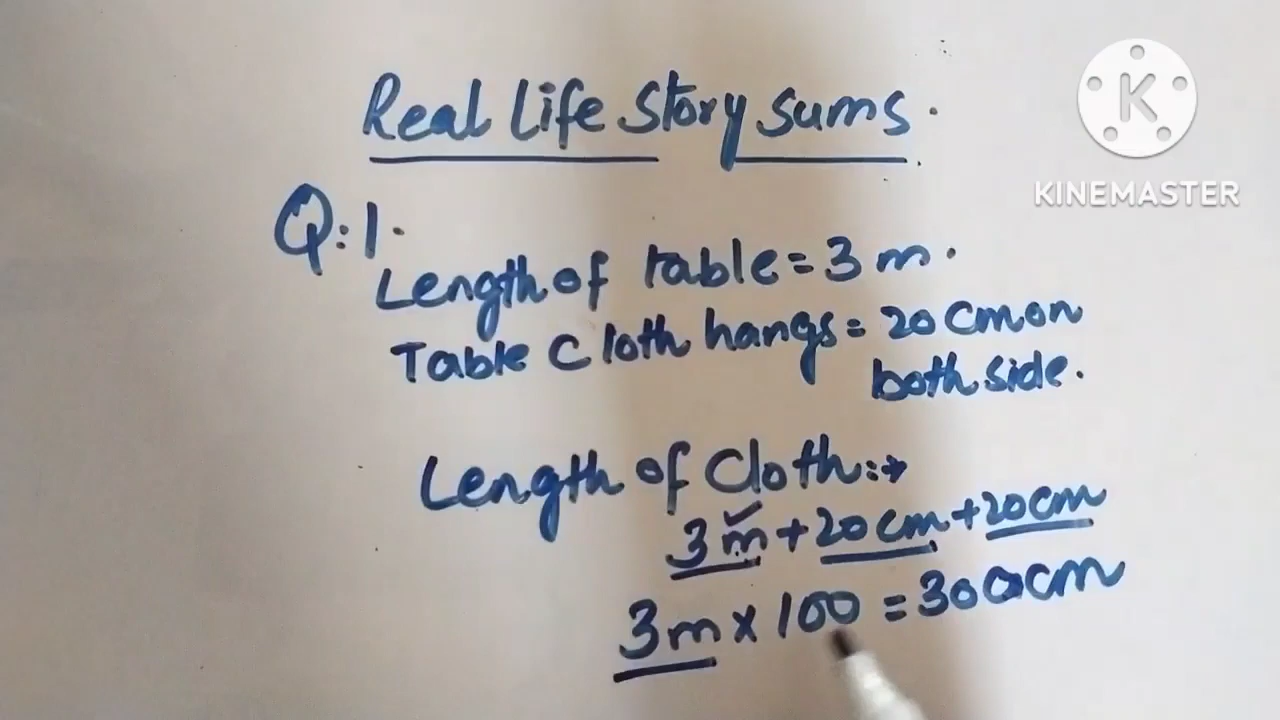 Real Life Story Sums.
K
KINEMASTER
Q:1.
Length of table = 3 m.
Table Cloth hangs = 20 cm on
both side.
Length of Cloth:→
3 m + 20 cm + 20 cm
3 m x 100 = 300 cm